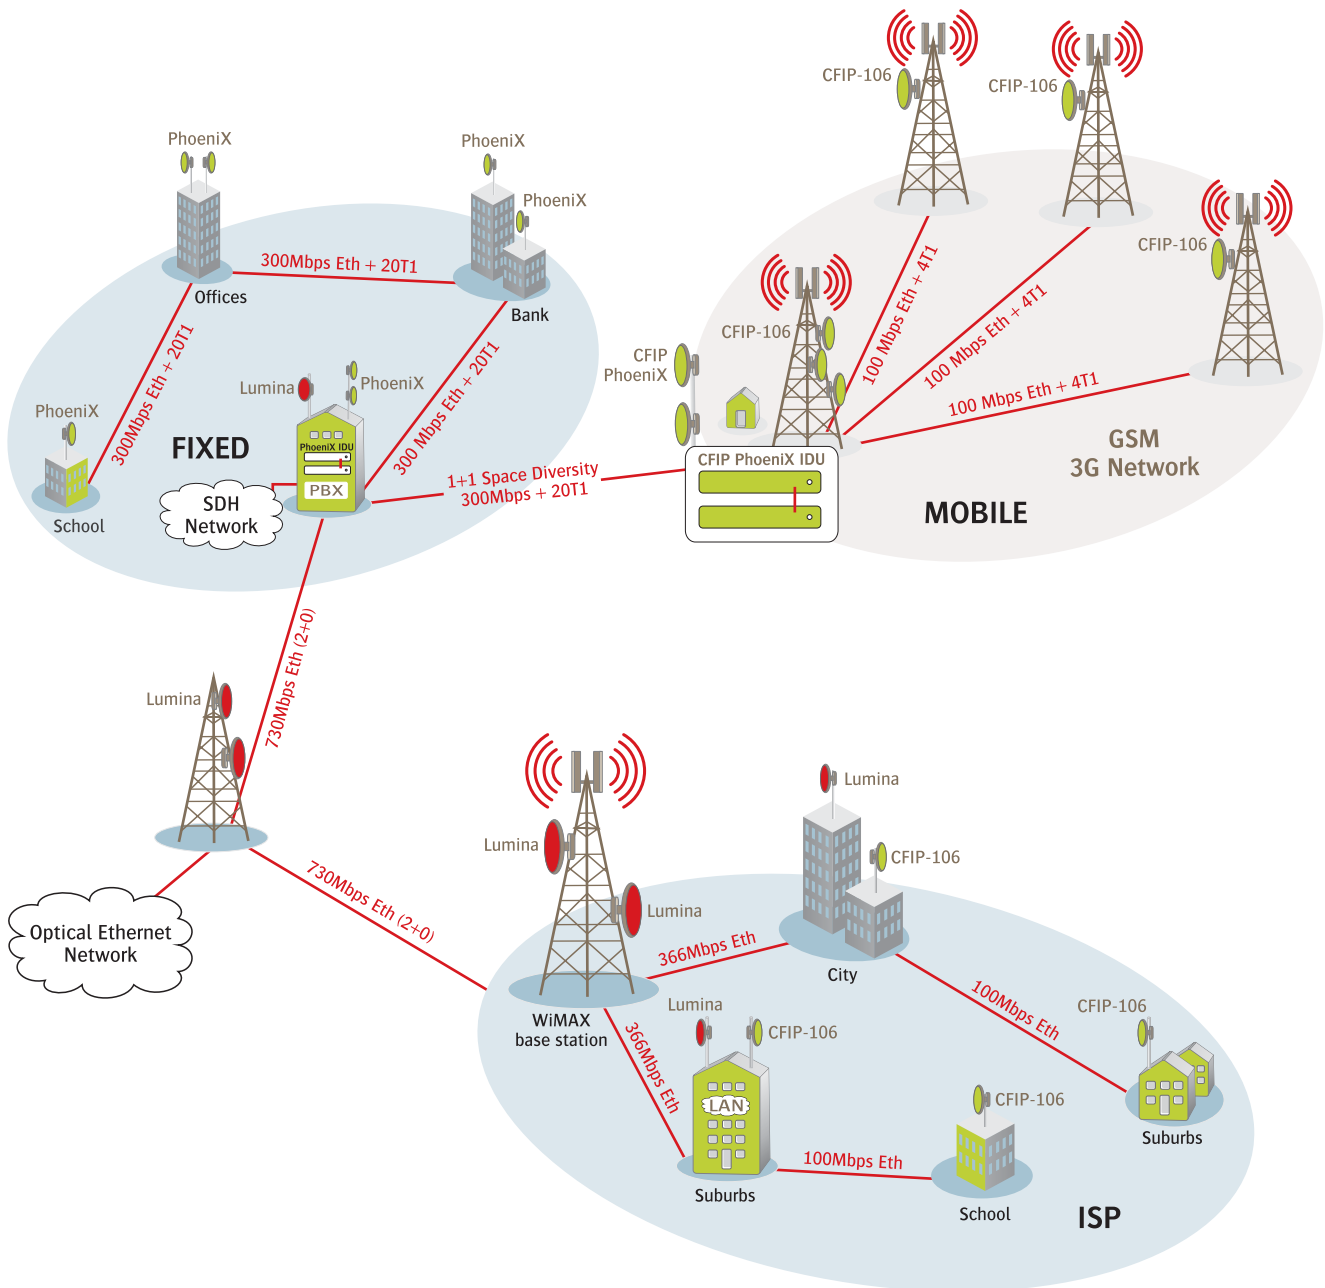 CFIP-106
CFIP-106
PhoeniX
PhoeniX
PhoeniX
CFIP-106
300Mbps Eth + 20T1
Offices
Bank
300Mbps Eth + 20T1
300 Mbps Eth + 20T1
100 Mbps Eth + 4T1
100 Mbps Eth + 4T1
100 Mbps Eth + 4T1
CFIP-106
CFIP
PhoeniX
Lumina
PhoeniX
PhoeniX
FIXED
PhoeniX IDU
PBX
SDH
Network
School
1+1 Space Diversity
300Mbps + 20T1
CFIP PhoeniX IDU
GSM
3G Network
MOBILE
730Mbps Eth (2+0)
Lumina
730Mbps Eth (2+0)
Optical Ethernet
Network
Lumina
Lumina
Lumina
CFIP-106
366Mbps Eth
City
WiMAX
base station
366Mbps Eth
100Mbps Eth
Lumina
CFIP-106
LAN
CFIP-106
Suburbs
CFIP-106
100Mbps Eth
Suburbs
School
ISP